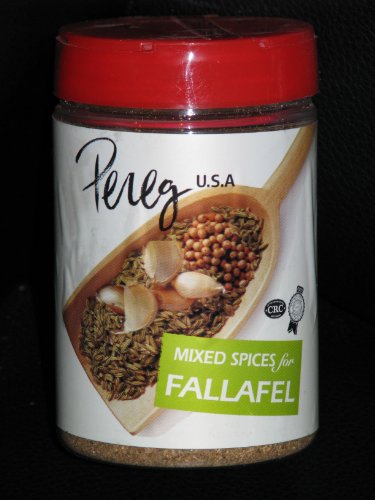 Pereg U.S.A
CRC
MIXED SPICES for
FALLAFEL